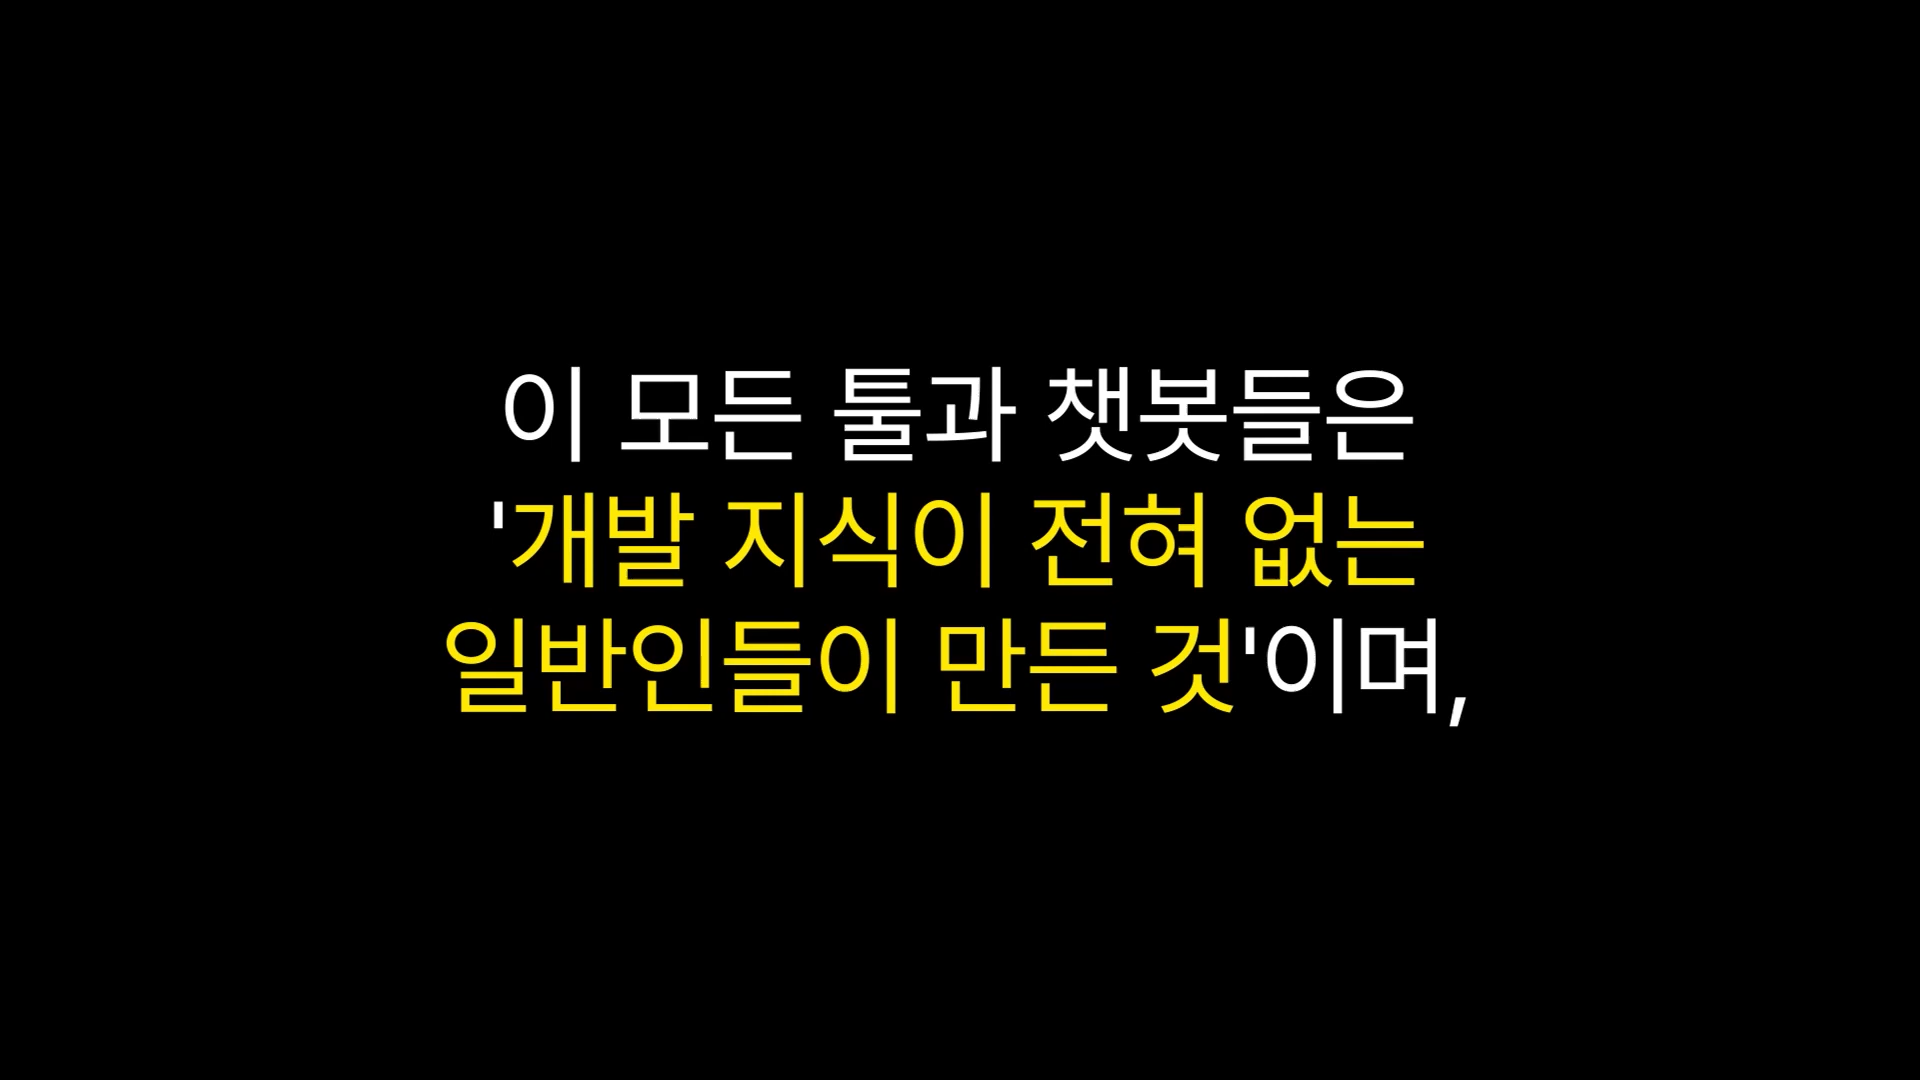 이 모든 툴과 챗봇들은
'개발 지식이 전혀 없는
일반인들이 만든 것'이며,